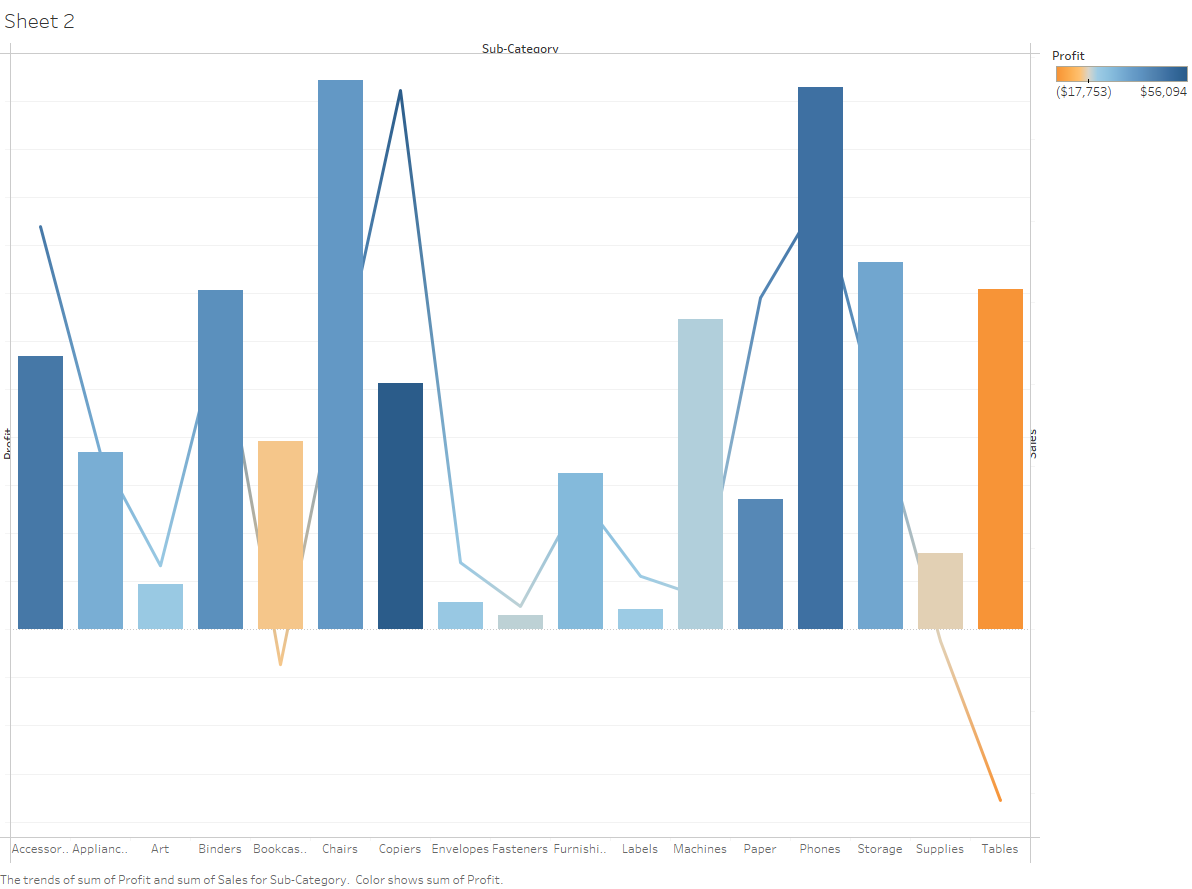 Sheet 2
Sub-Category
Profit
($17,753) $56,094
Profit
Sales
Accessor.. Applianc.. Art Binders Bookcas.. Chairs Copiers Envelopes Fasteners Furnishi.. Labels Machines Paper Phones Storage Supplies Tables
The trends of sum of Profit and sum of Sales for Sub-Category. Color shows sum of Profit.